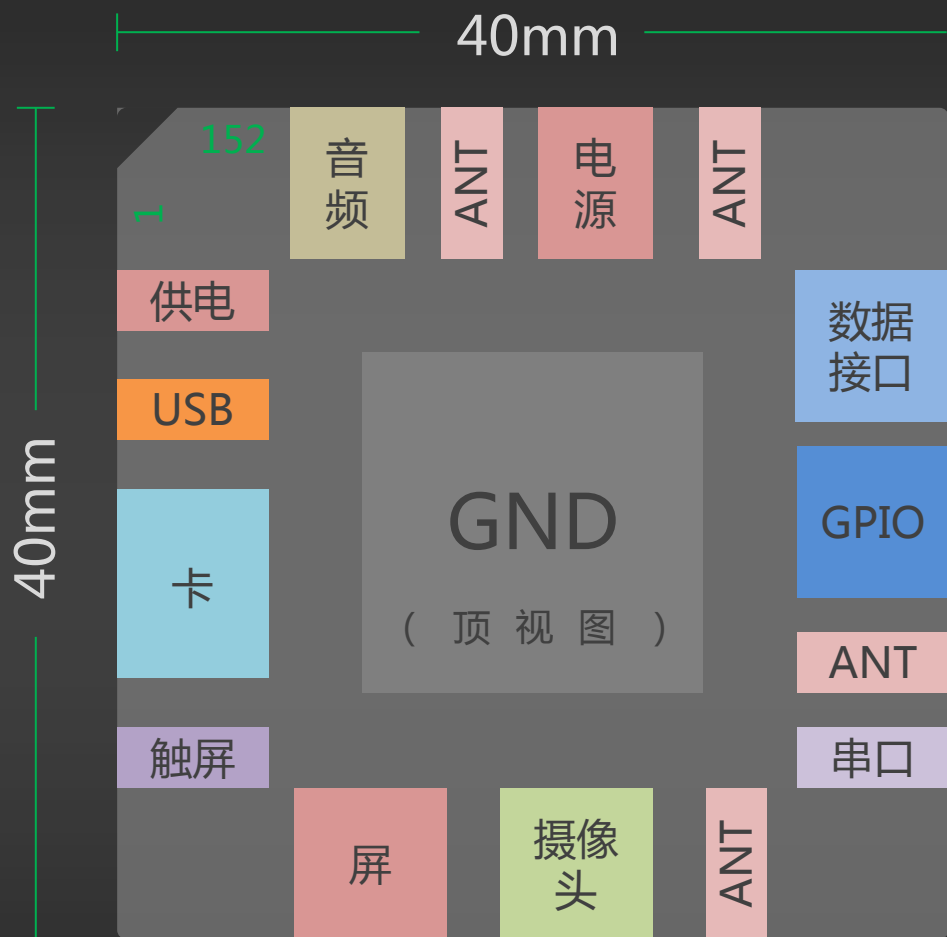 40mm
152
1
音
频
ANT
电
源
ANT
供电
数据
接口
USB
40mm
GND
GPIO
卡
( 顶 视 图 )
ANT
触屏
串口
屏
摄像
头
ANT